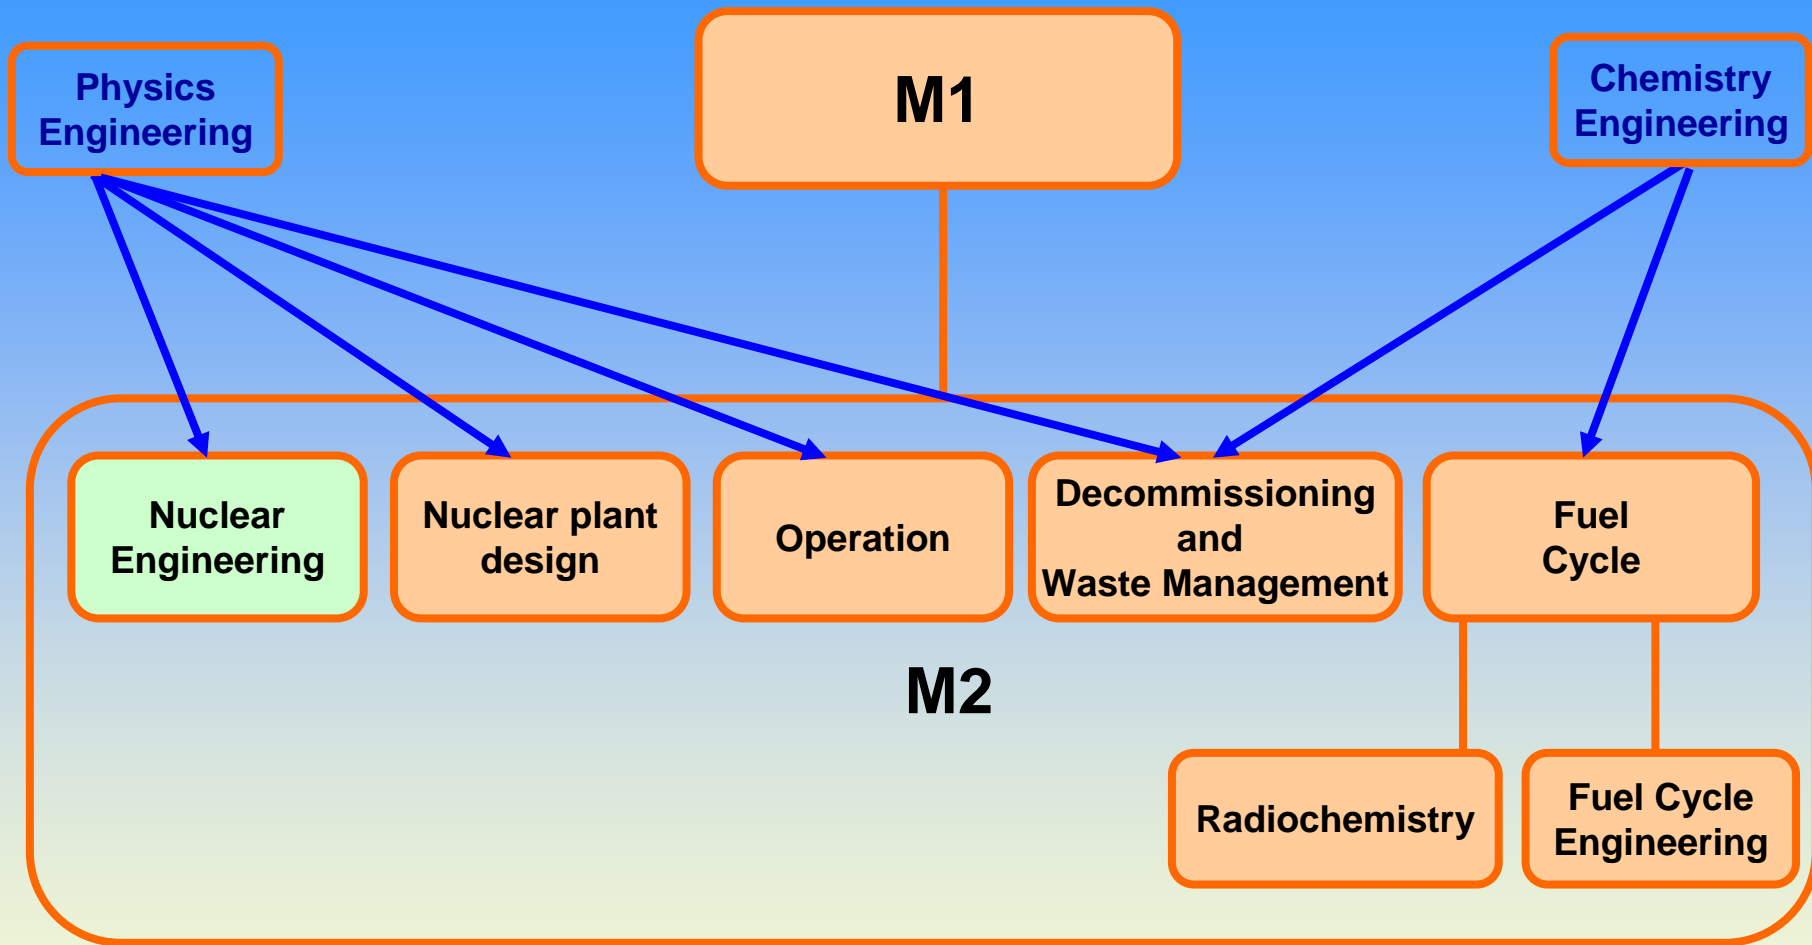 Physics
Engineering
M1
Chemistry
Engineering
Nuclear
Engineering
Nuclear plant
design
Operation
Decommissioning
and
Waste Management
Fuel
Cycle
M2
Radiochemistry
Fuel Cycle
Engineering